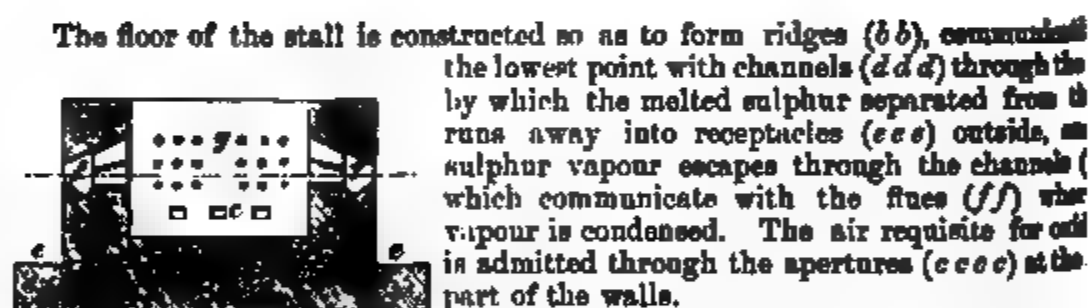 The floor of the stall is constructed so as to form ridges (b b),
the lowest point with channels (d d d) through the
by which the melted sulphur separated from
runs away into receptacles (e e e) outside,
sulphur vapour escapes through the channels
which communicate with the flues (f f)
vapour is condensed. The air requisite for
is admitted through the apertures (c c c c) at the
part of the walls.
g
c
e
e